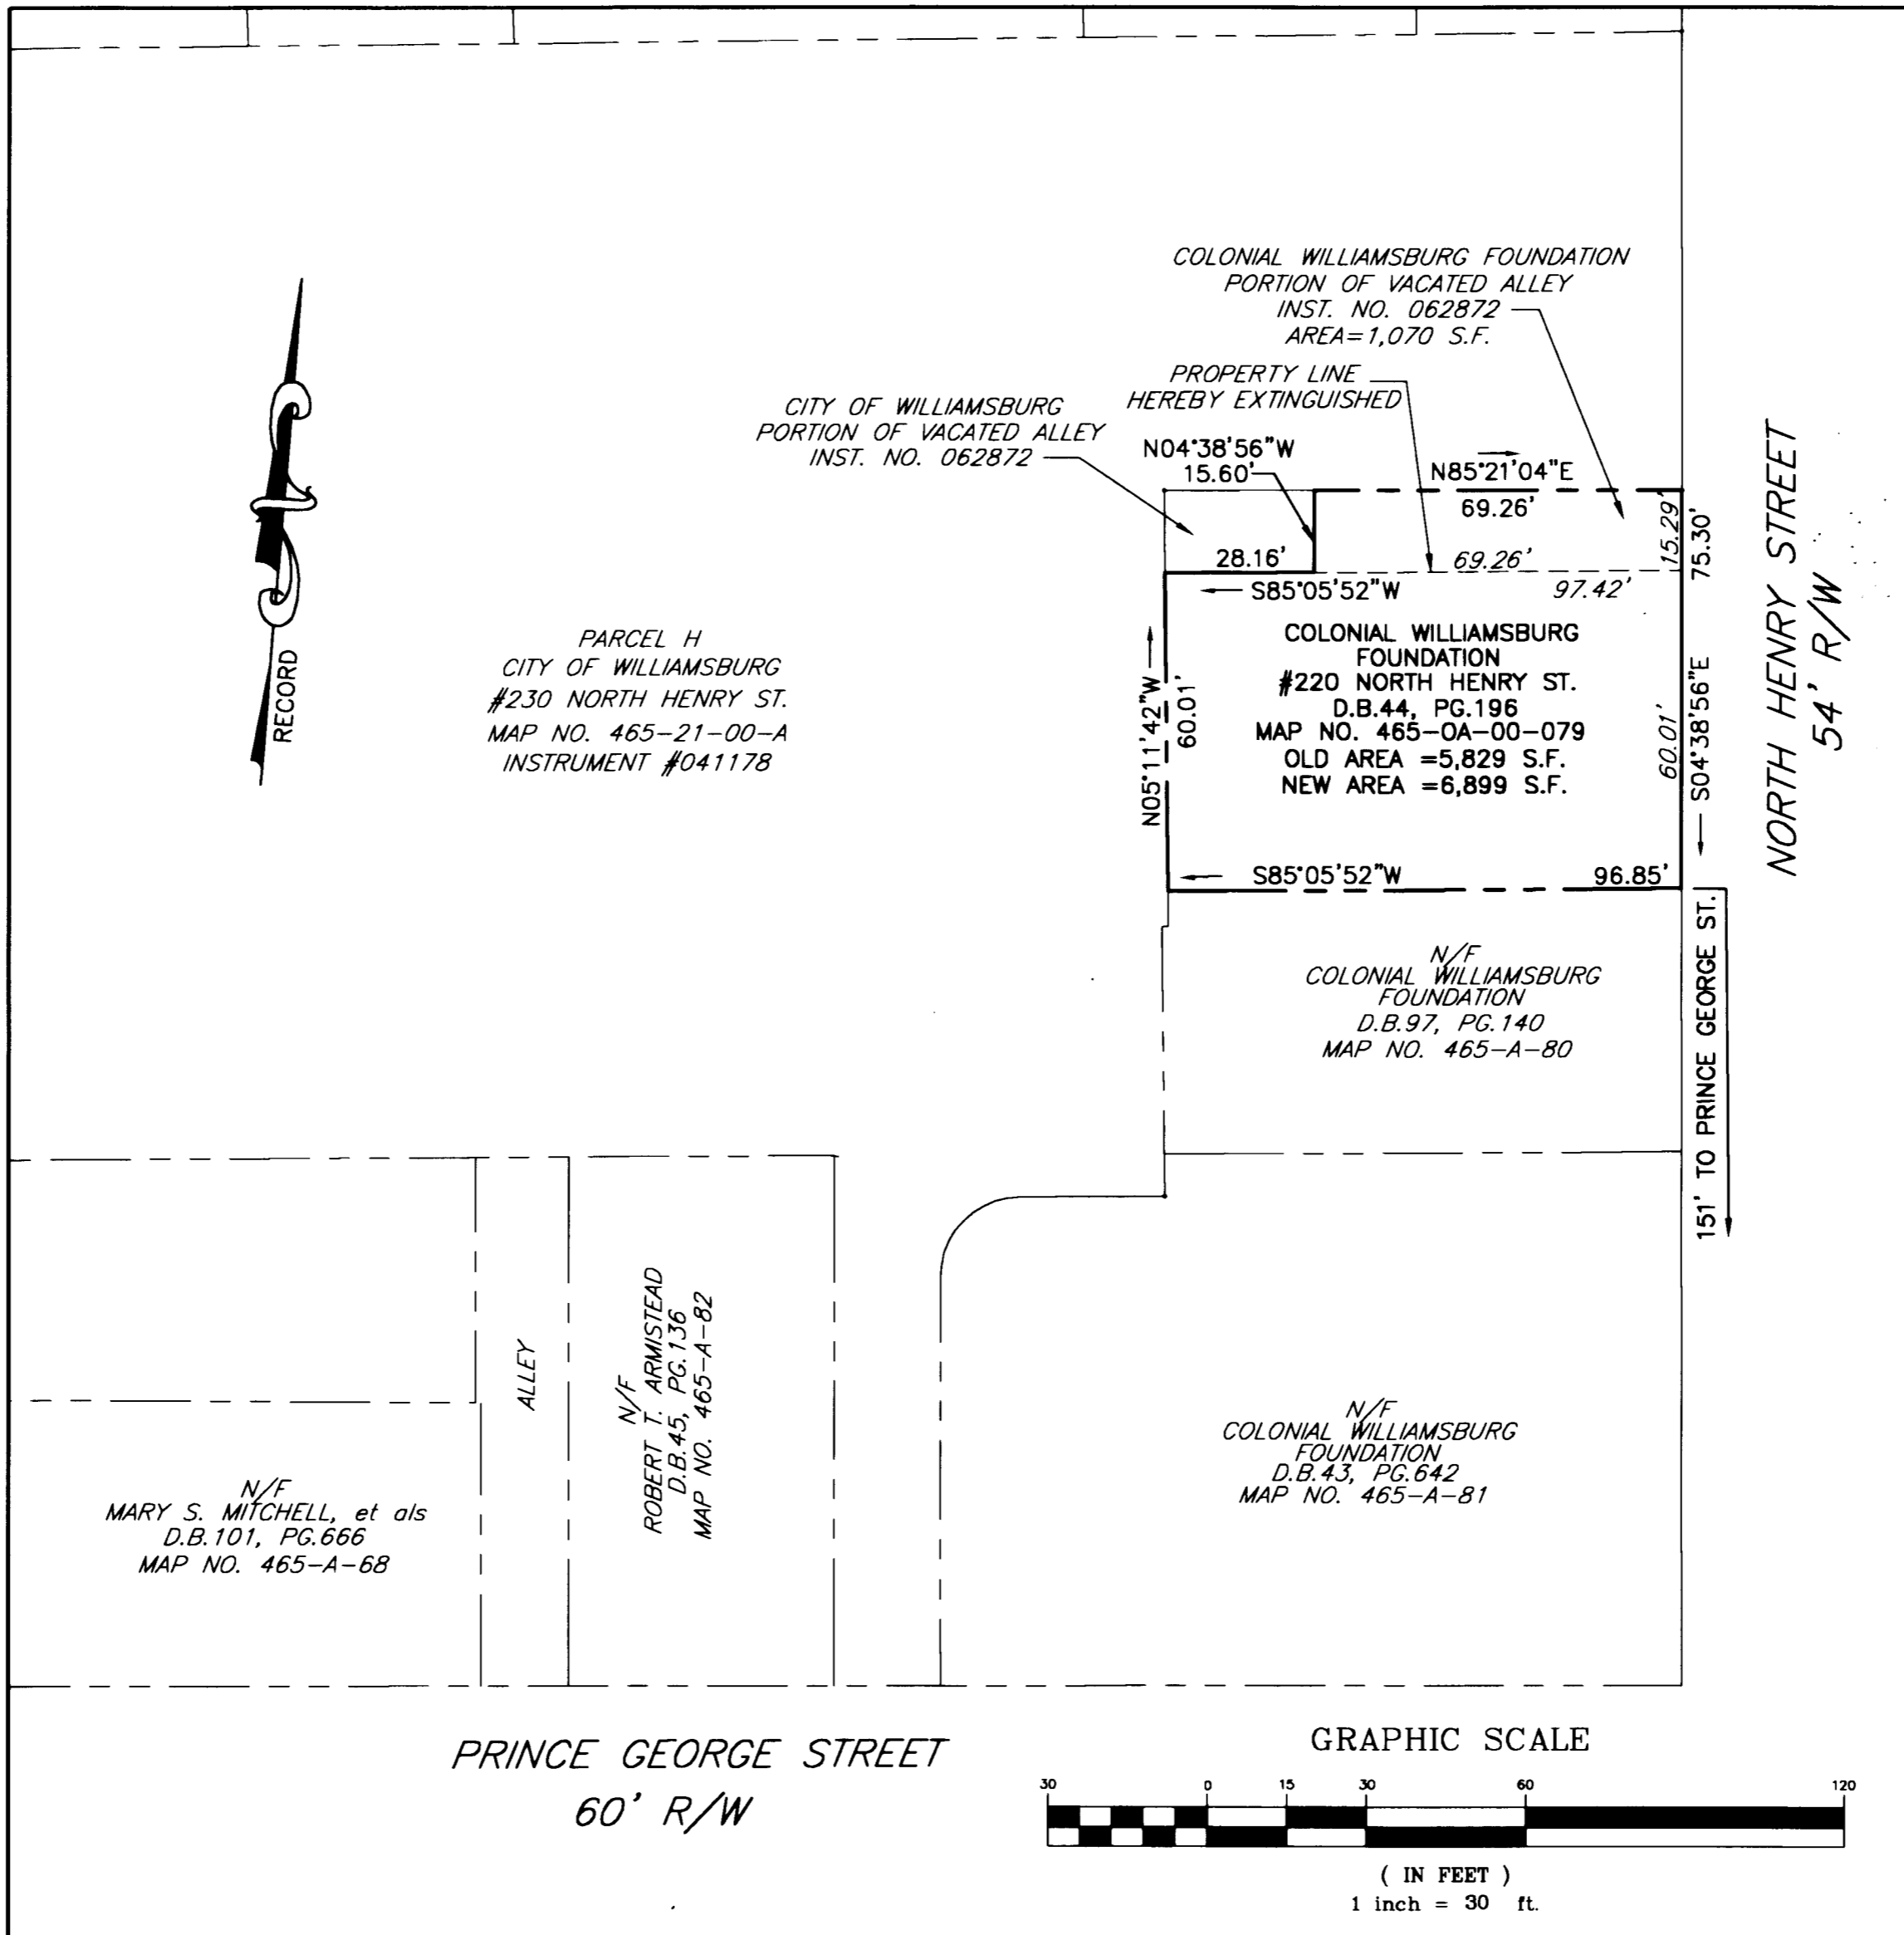 COLONIAL WILLIAMSBURG FOUNDATION
PORTION OF VACATED ALLEY
INST. NO. 062872
AREA=1,070 S.F.
PROPERTY LINE
HEREBY EXTINGUISHED
CITY OF WILLIAMSBURG
PORTION OF VACATED ALLEY
INST. NO. 062872
N04°38'56"W
15.60'
N85°21'04"E
69.26'
15.29'
75.30'
28.16'
69.26'
S85°05'52"W
97.42'
NORTH HENRY STREET
54' R/W
RECORD
PARCEL H
CITY OF WILLIAMSBURG
#230 NORTH HENRY ST.
MAP NO. 465-21-00-A
INSTRUMENT #041178
N05°11'42"W
60.01'
COLONIAL WILLIAMSBURG
FOUNDATION
#220 NORTH HENRY ST.
D.B.44, PG.196
MAP NO. 465-0A-00-079
OLD AREA =5,829 S.F.
NEW AREA =6,899 S.F.
60.01'
S04°38'56"E
S85°05'52"W
96.85'
151' TO PRINCE GEORGE ST.
N/F
COLONIAL WILLIAMSBURG
FOUNDATION
D.B.97, PG.140
MAP NO. 465-A-80
ALLEY
N/F
ROBERT T. ARMISTEAD
D.B.45, PG.136
MAP NO. 465-A-82
N/F
COLONIAL WILLIAMSBURG
FOUNDATION
D.B.43, PG.642
MAP NO. 465-A-81
N/F
MARY S. MITCHELL, et als
D.B.101, PG.666
MAP NO. 465-A-68
PRINCE GEORGE STREET
60' R/W
GRAPHIC SCALE
30 0 15 30 60 120
( IN FEET )
1 inch = 30 ft.